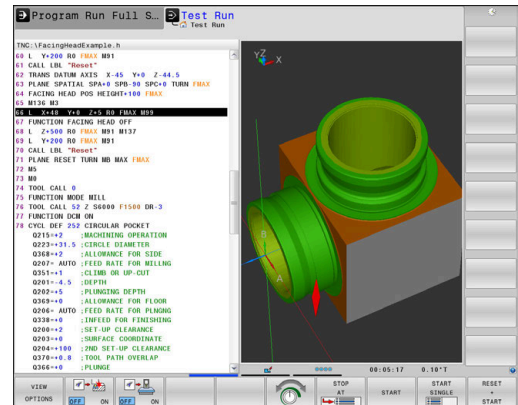 Program Run Full S...
Test Run
Test Run
TNC:\FacingHeadExample.h
60 L Y+200 R0 FMAX M91
61 CALL LBL "Reset"
62 TRANS DATUM AXIS X-45 Y+0 Z-44.5
63 PLANE SPATIAL SPA+0 SPB-90 SPC+0 TURN FMAX
64 FACING HEAD POS HEIGHT+100 FMAX
65 M136 M3
66 L X+48 Y+0 Z+5 R0 FMAX M99
67 FUNCTION FACING HEAD OFF
68 L Z+500 R0 FMAX M91 M137
69 L Y+200 R0 FMAX M91
70 CALL LBL "Reset"
71 PLANE RESET TURN MB MAX FMAX
72 M5
73 M0
74 TOOL CALL 0
75 FUNCTION MODE MILL
76 TOOL CALL 52 Z S6000 F1500 DR-3
77 FUNCTION DCM ON
78 CYCL DEF 252 CIRCULAR POCKET
Q215=+2 ;MACHINING OPERATION
Q223=+31.5 ;CIRCLE DIAMETER
Q368=+2 ;ALLOWANCE FOR SIDE
Q207= AUTO ;FEED RATE FOR MILLNG
Q351=+1 ;CLIMB OR UP-CUT
Q201=-4.5 ;DEPTH
Q202=+5 ;PLUNGING DEPTH
Q369=+0 ;ALLOWANCE FOR FLOOR
Q206= AUTO ;FEED RATE FOR PLNGNG
Q338=+0 ;INFEED FOR FINISHING
Q200=+2 ;SET-UP CLEARANCE
Q203=+0 ;SURFACE COORDINATE
Q204=+100 ;2ND SET-UP CLEARANCE
Q370=+0.8 ;TOOL PATH OVERLAP
Q366=+0 ;PLUNGE
Y Z X
B
A
00:05:17 0.10°T
VIEW OPTIONS
OFF ON
OFF ON
STOP AT
START
START SINGLE
RESET + START